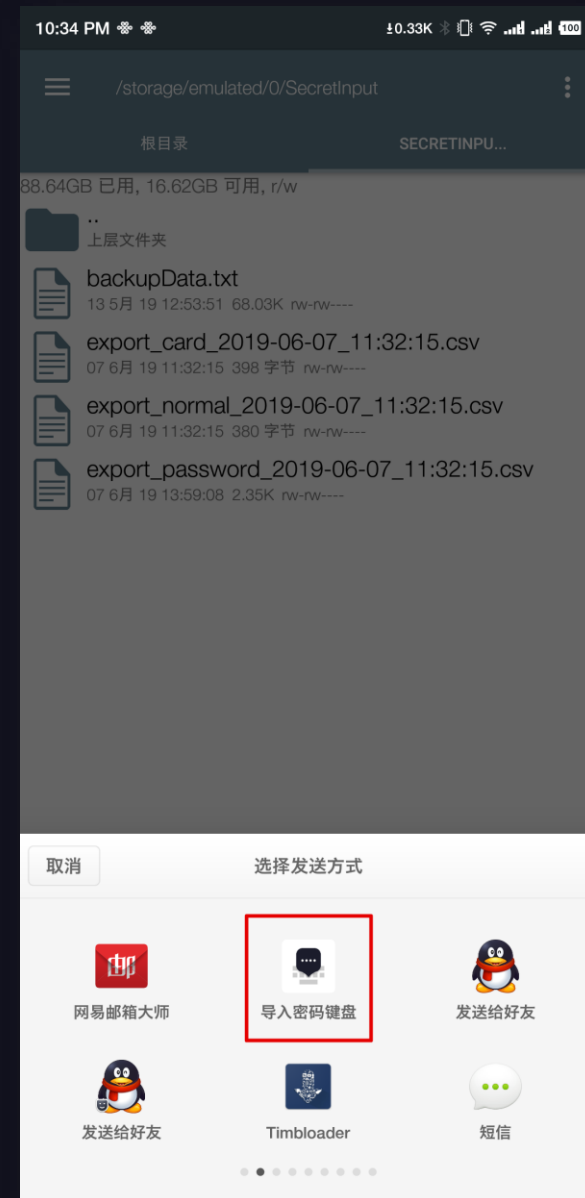 10:34 PM
0.33K
100
/storage/emulated/0/SecretInput
根目录
SECRETINPU...
88.64GB 已用, 16.62GB 可用, r/w
..
上层文件夹
backupData.txt
13 5月 19 12:53:51 68.03K rw-rw----
export_card_2019-06-07_11:32:15.csv
07 6月 19 11:32:15 398 字节 rw-rw----
export_normal_2019-06-07_11:32:15.csv
07 6月 19 11:32:15 380 字节 rw-rw----
export_password_2019-06-07_11:32:15.csv
07 6月 19 13:59:08 2.35K rw-rw----
取消
选择发送方式
邮
网易邮箱大师
导入密码键盘
发送给好友
发送给好友
Timbloader
短信